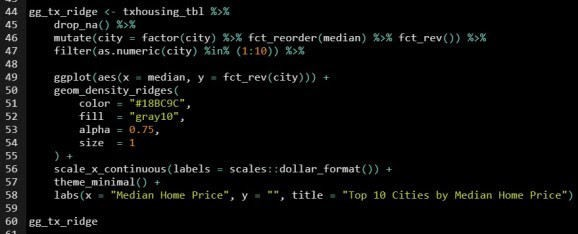 44 gg_tx_ridge <- txhousing_tbl %>%
45 drop_na() %>%
46 mutate(city = factor(city) %>% fct_reorder(median) %>% fct_rev()) %>%
47 filter(as.numeric(city) %in% (1:10)) %>%
48
49 ggplot(aes(x = median, y = fct_rev(city))) +
50 geom_density_ridges(
51 color = "#18BC9C",
52 fill = "gray10",
53 alpha = 0.75,
54 size = 1
55 ) +
56 scale_x_continuous(labels = scales::dollar_format()) +
57 theme_minimal() +
58 labs(x = "Median Home Price", y = "", title = "Top 10 Cities by Median Home Price")
59
60 gg_tx_ridge